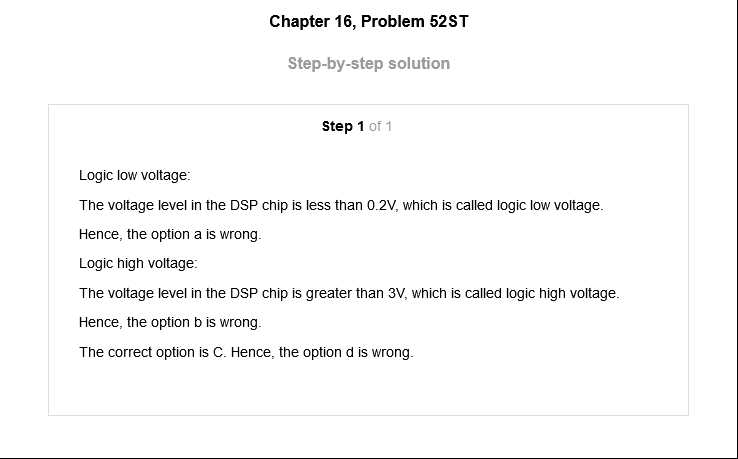 Chapter 16, Problem 52ST
Step-by-step solution
Step 1 of 1
Logic low voltage:
The voltage level in the DSP chip is less than 0.2V, which is called logic low voltage.
Hence, the option a is wrong.
Logic high voltage:
The voltage level in the DSP chip is greater than 3V, which is called logic high voltage.
Hence, the option b is wrong.
The correct option is C. Hence, the option d is wrong.